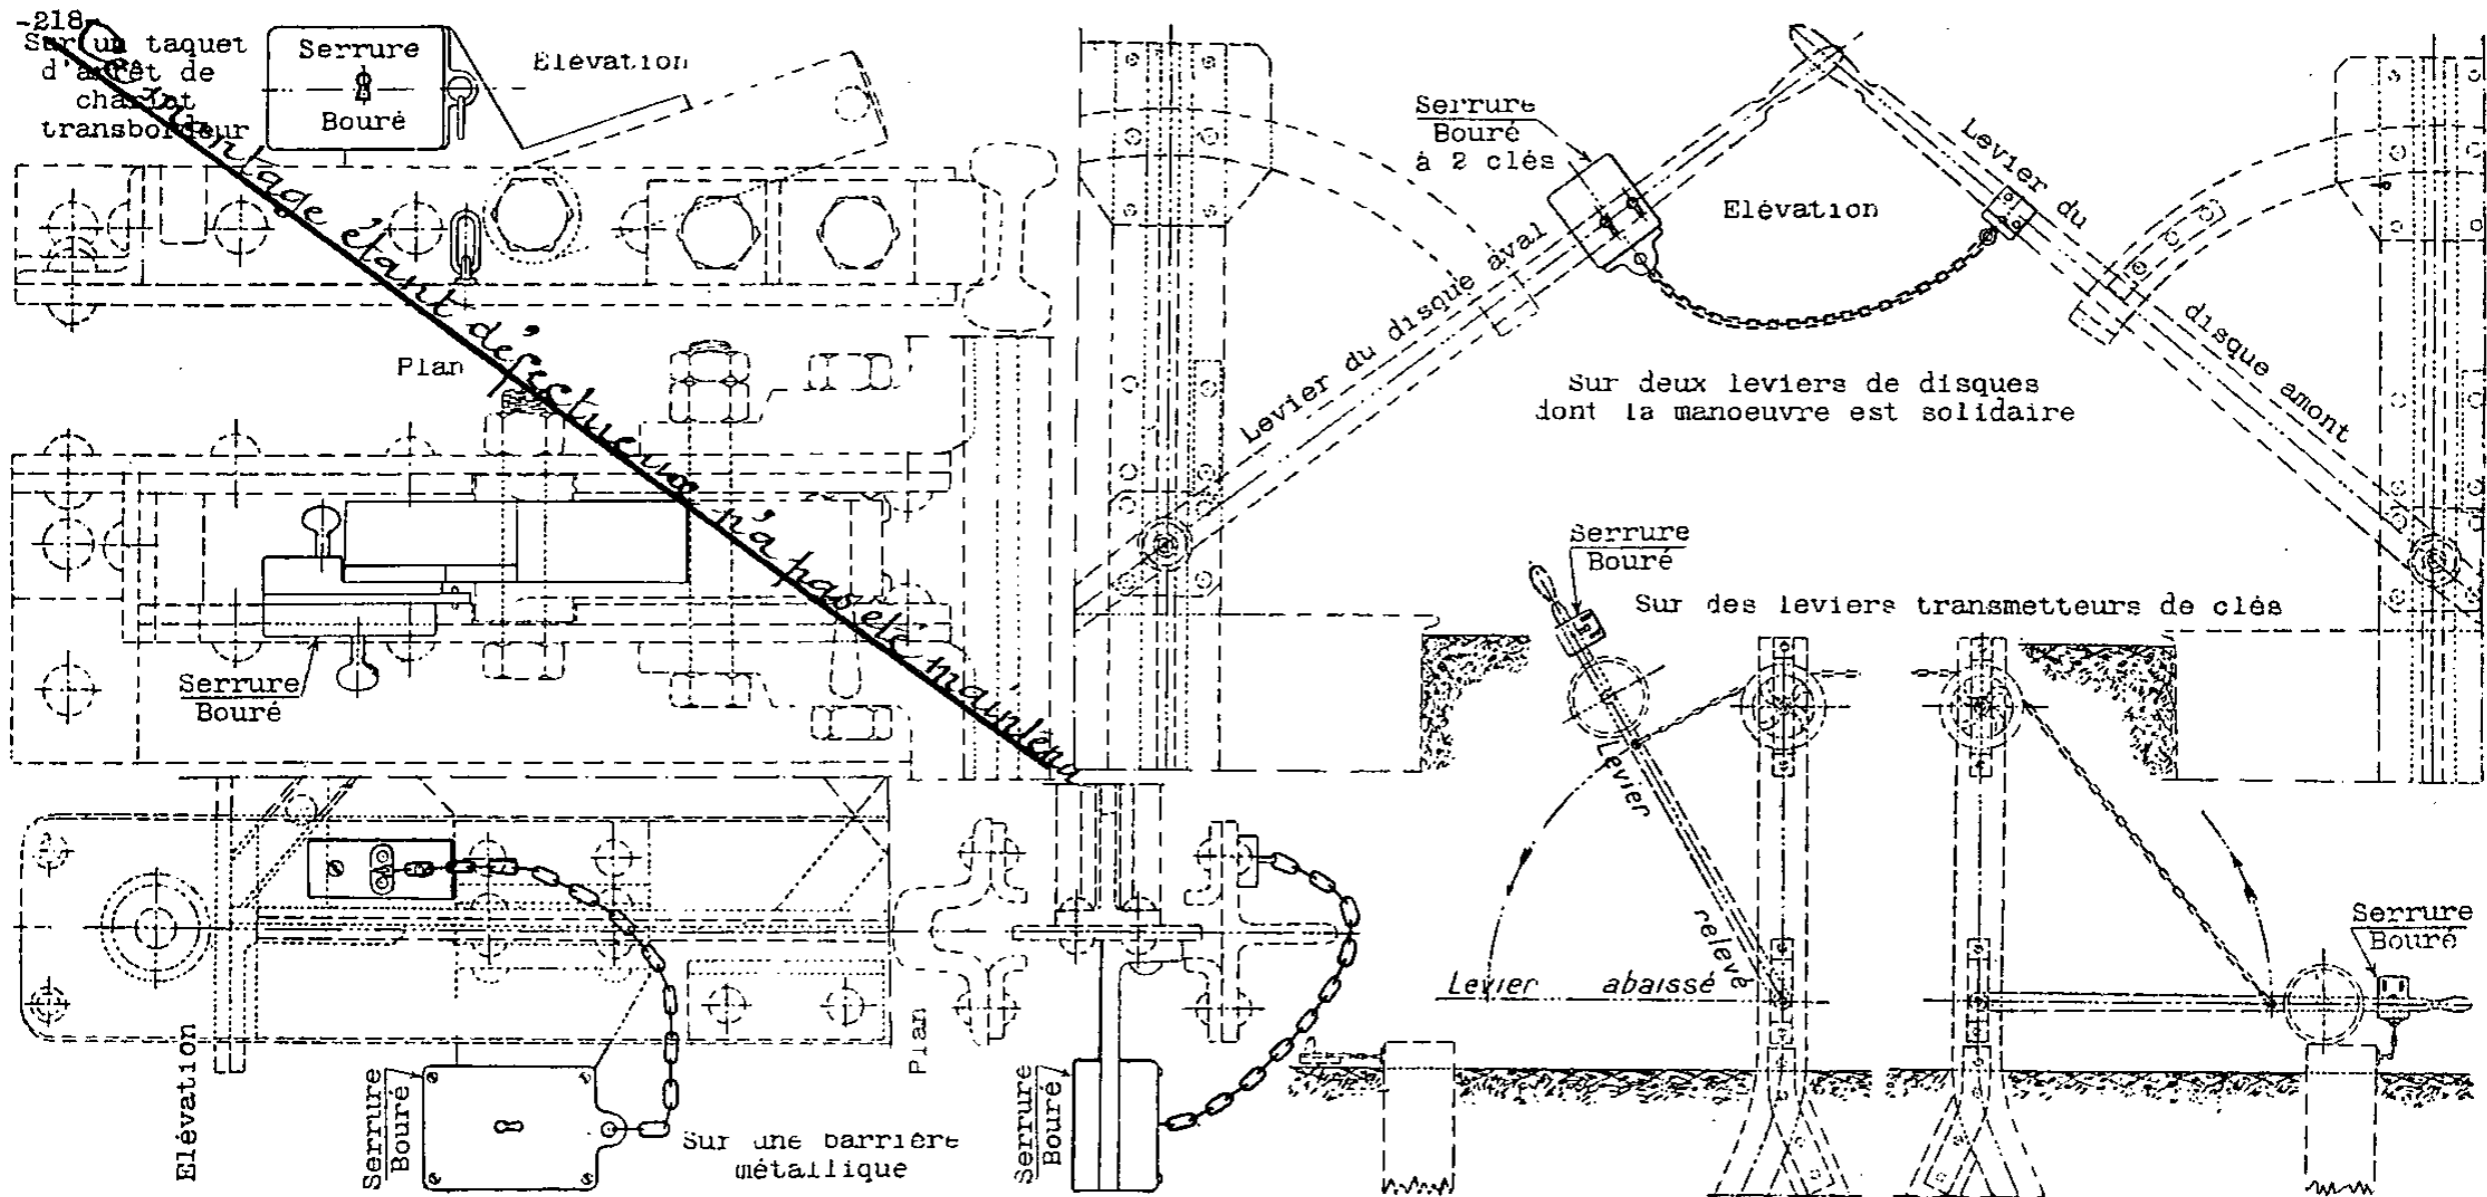 -218-
Sur un taquet
d'arrêt de
chariot
transbordeur
Serrure
Bouré
Elévation
Ce montage étant défectueux n'a pas été maintenu
Plan
Serrure
Bouré
Serrure
Bouré
à 2 clés
Elévation
Levier du disque aval
Levier du disque amont
Sur deux leviers de disques
dont la manoeuvre est solidaire
Serrure
Bouré
Sur des leviers transmetteurs de clés
Levier relevé
Levier abaissé
Serrure
Bouré
Elévation
Serrure
Bouré
Sur une barrière
métallique
Plan
Serrure
Bouré